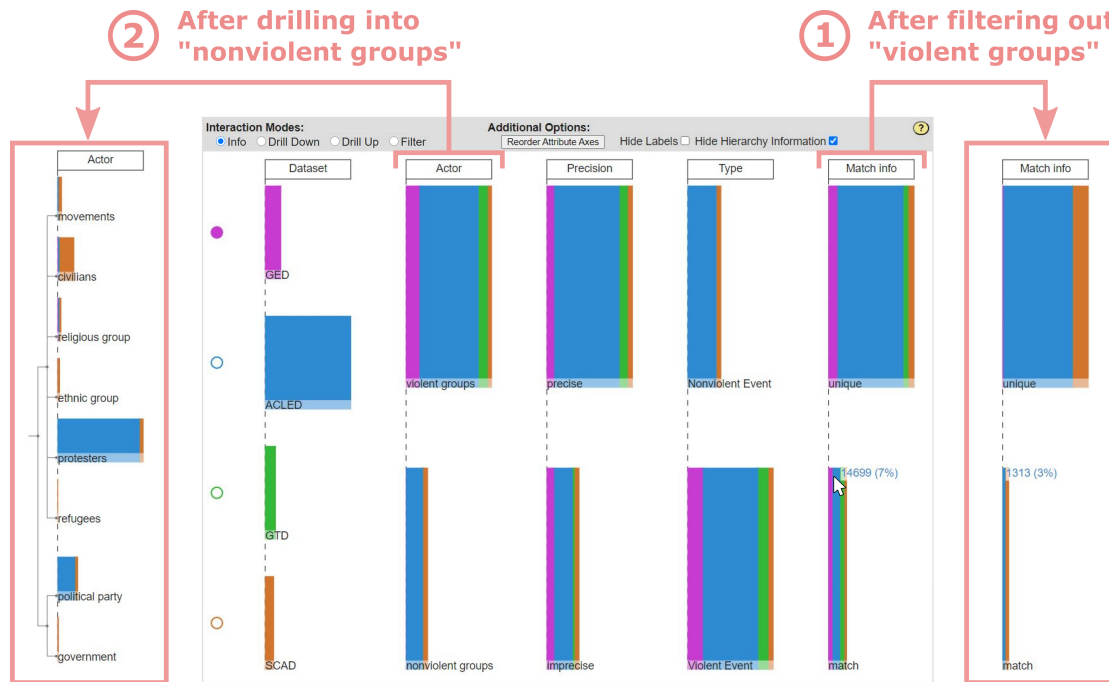 2 After drilling into
"nonviolent groups"
1 After filtering out
"violent groups"
Interaction Modes:
Info Drill Down Drill Up Filter
Additional Options:
Reorder Attribute Axes Hide Labels Hide Hierarchy Information
?
Actor
movements
civilians
religious group
ethnic group
protesters
refugees
political party
government
Dataset
GED
ACLED
GTD
SCAD
Actor
violent groups
nonviolent groups
Precision
precise
imprecise
Type
Nonviolent Event
Violent Event
Match info
unique
14699 (7%)
match
Match info
unique
1313 (3%)
match